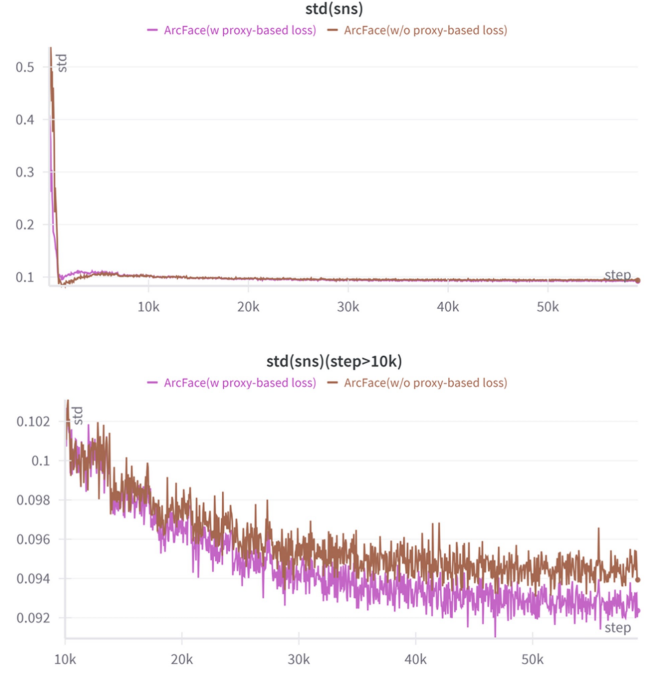 std(sns)
ArcFace(w proxy-based loss) ArcFace(w/o proxy-based loss)
std
0.5
0.4
0.3
0.2
0.1
step
10k 20k 30k 40k 50k
std(sns)(step>10k)
ArcFace(w proxy-based loss) ArcFace(w/o proxy-based loss)
std
0.102
0.1
0.098
0.096
0.094
0.092
step
10k 20k 30k 40k 50k